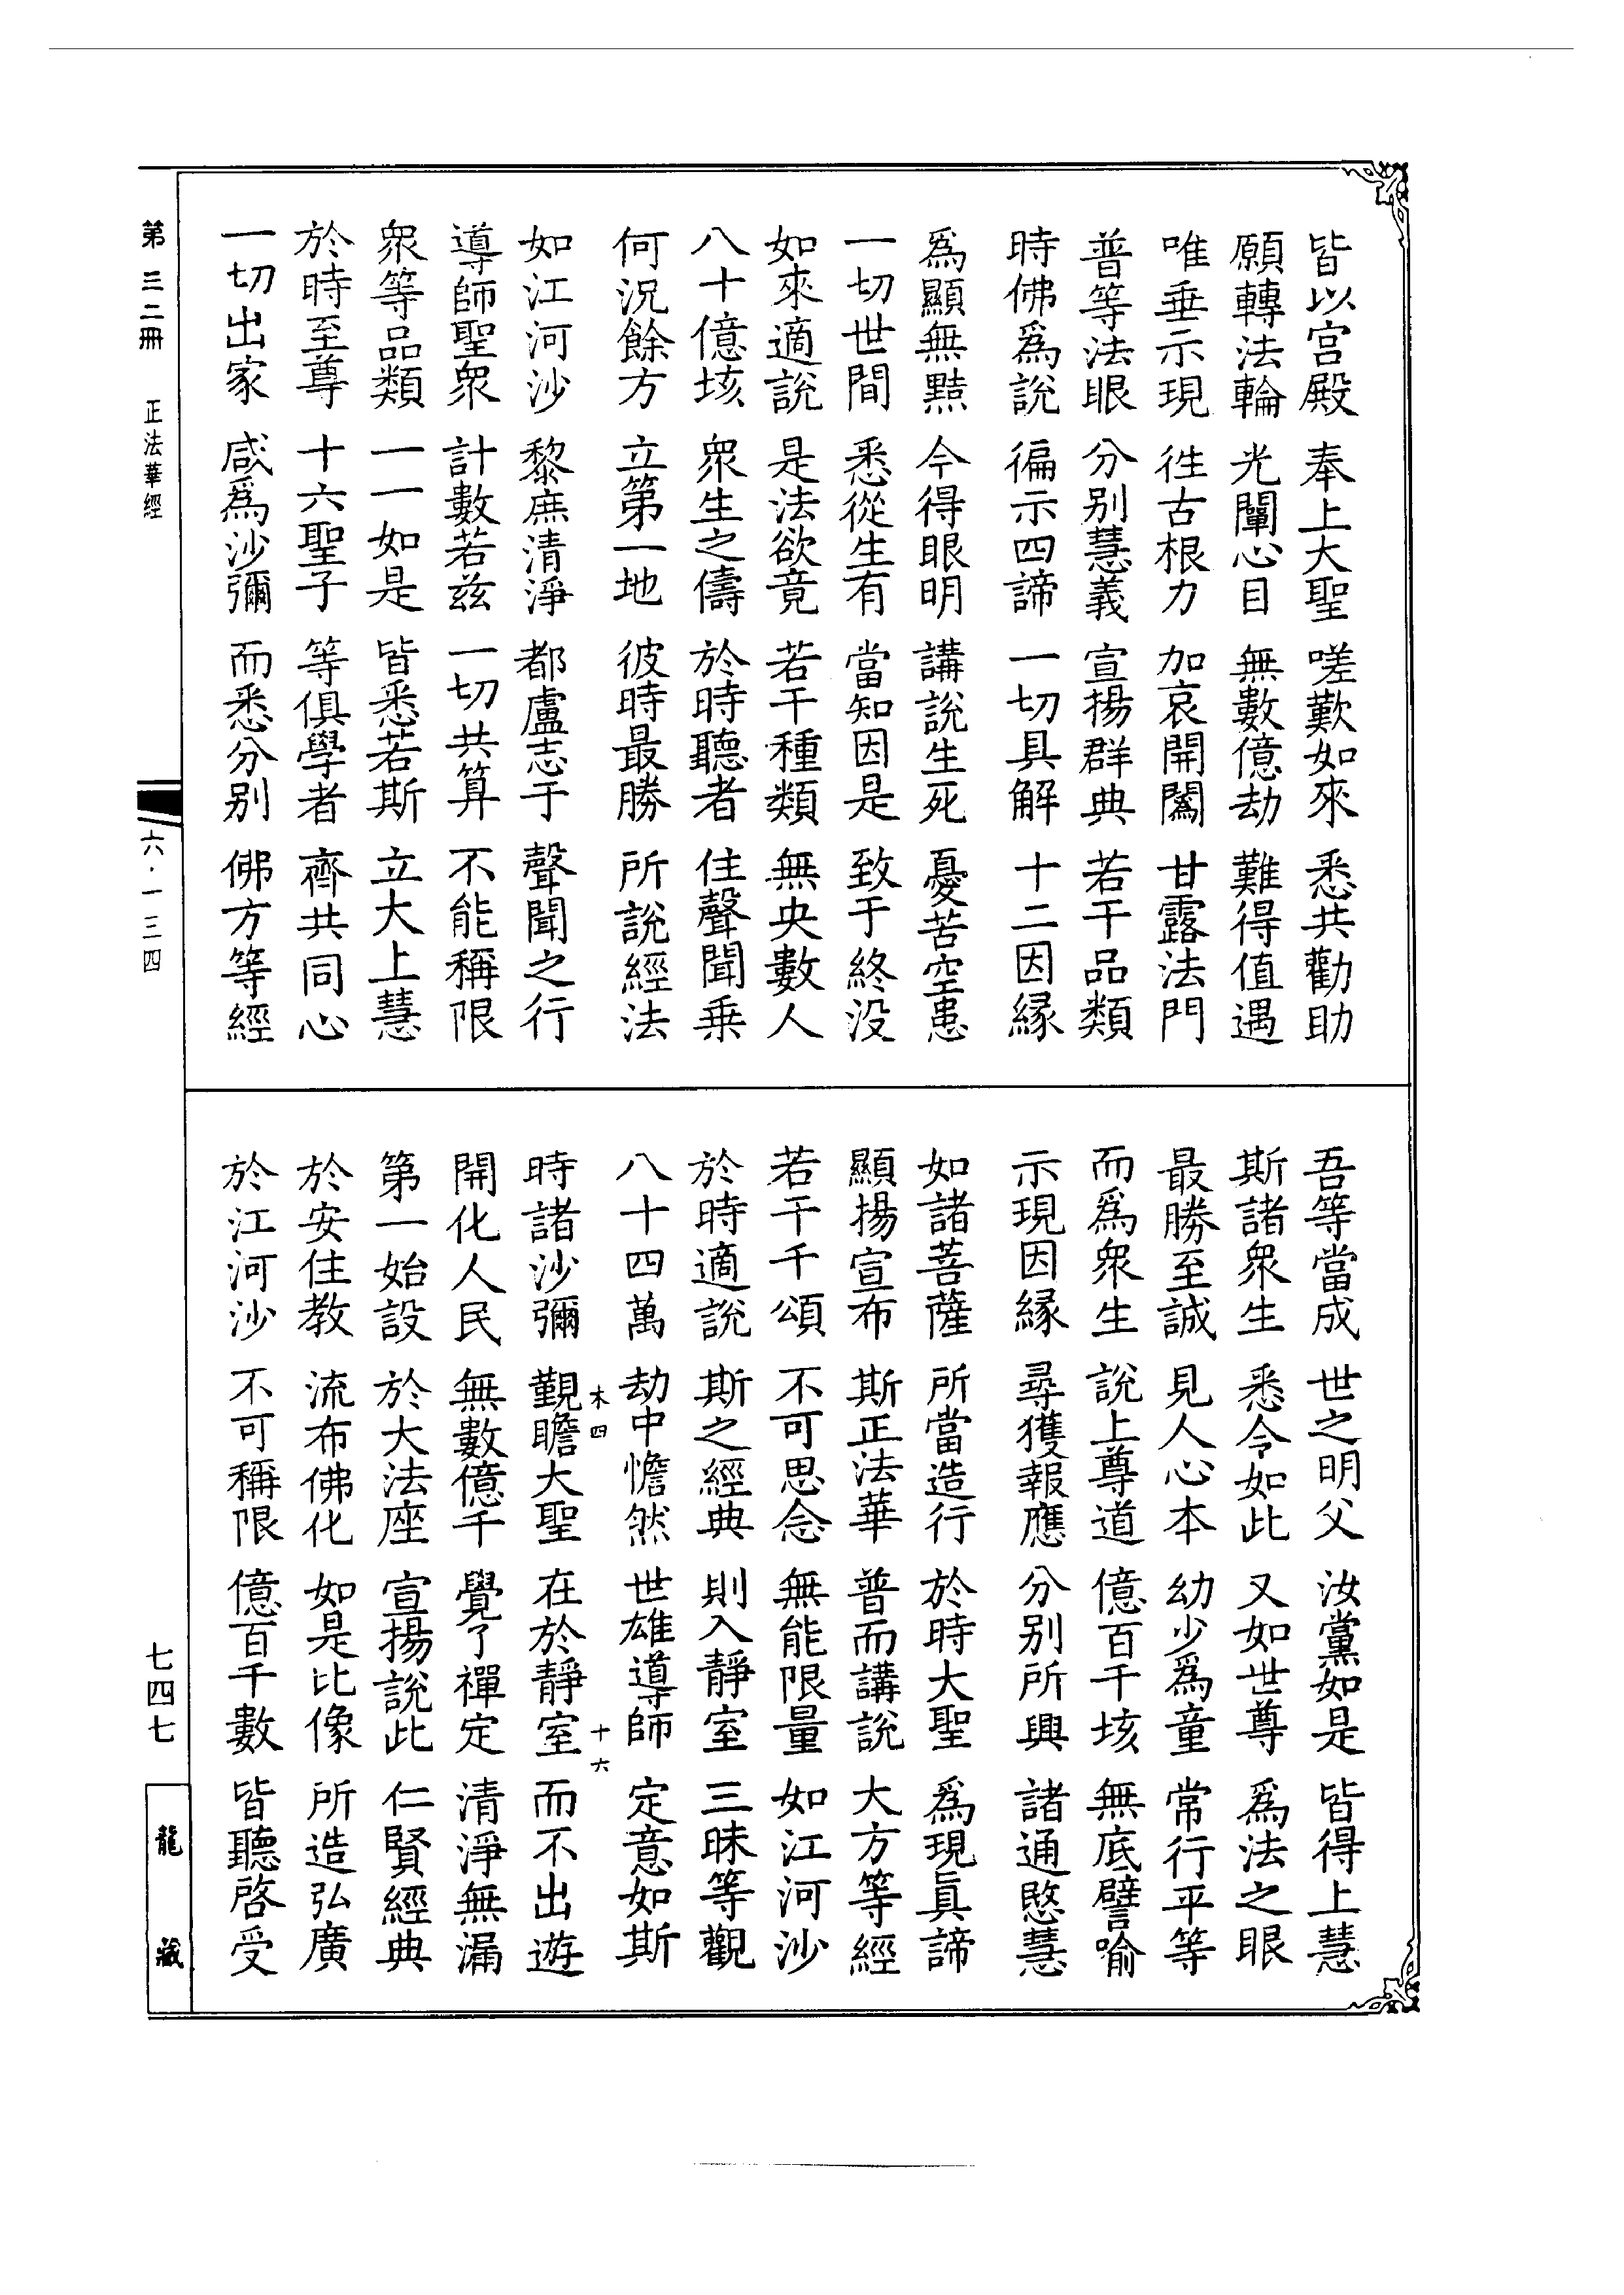 皆以宫殿 奉上大聖 嗟歎如來 悉共勸助
願轉法輪 光闡心目 無數億劫 難得值遇
唯垂示現 徃古根力 加哀開闊 甘露法門
普等法眼 分别慧義 宣揚群典 若干品類
時佛爲說 徧示四諦 一切具解 十二因縁
爲顯無黠 今得眼明 講說生死 憂苦空患
一切世間 悉從生有 當知因是 致于終没
如來適說 是法欲竟 若干種類 無央數人
八十億垓 衆生之儔 於時聽者 住聲聞乗
何況餘方 立第一地 彼時最勝 所說經法
如江河沙 黎庶清淨 都盧志于 聲聞之行
導師聖衆 計數若兹 一切共算 不能稱限
衆等品類 一一如是 皆悉若斯 立大上慧
於時至尊 十六聖子 等俱學者 齊共同心
一切出家 咸爲沙彌 而悉分别 佛方等經
吾等當成 世之明父 汝黨如是 皆得上慧
斯諸衆生 悉令如此 又如世尊 爲法之眼
最勝至誠 見人心本 幼少爲童 常行平等
而爲衆生 說上尊道 億百千垓 無底譬喻
示現因縁 尋獲報應 分别所興 諸通愍慧
如諸菩薩 所當造行 於時大聖 爲現眞諦
顯揚宣布 斯正法華 普而講說 大方等經
若干千頌 不可思念 無能限量 如江河沙
於時適說 斯之經典 則入靜室 三昧等觀
八十四萬 劫中憺然 世雄導師 定意如斯
木四 十六
時諸沙彌 觀瞻大聖 在於靜室 而不出遊
開化人民 無數億千 覺了禪定 清淨無漏
第一始設 於大法座 宣揚說此 仁賢經典
於安住教 流布佛化 如是比像 所造弘廣
於江河沙 不可稱限 億百千數 皆聽啓受
第三二冊 正法華經 六·一三四
七四七
龍藏